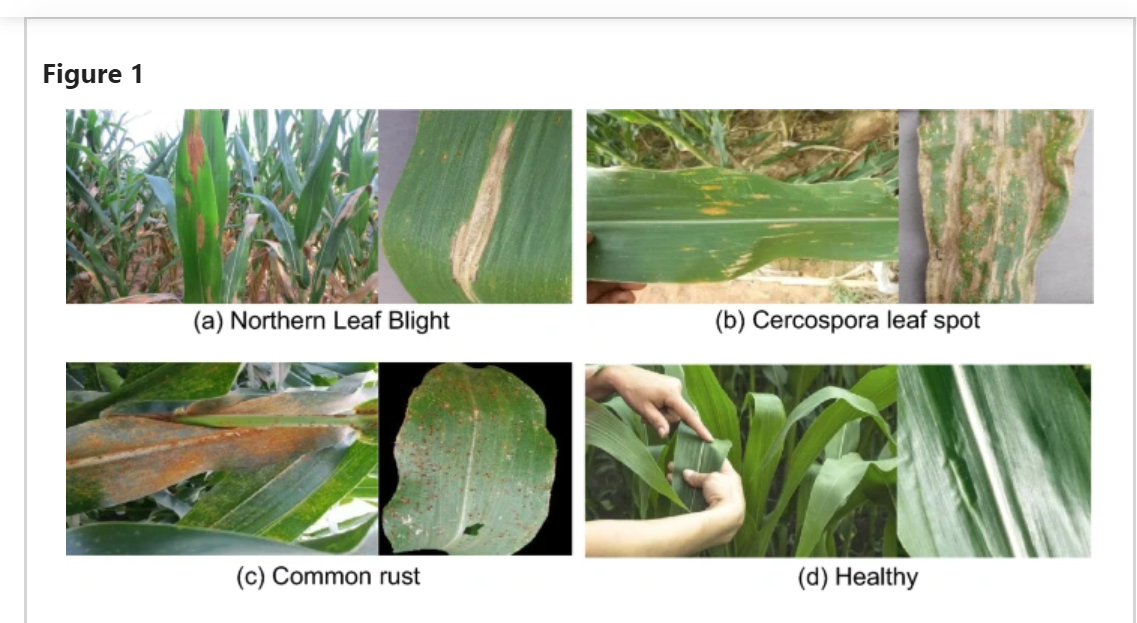 Figure 1
(a) Northern Leaf Blight
(b) Cercospora leaf spot
(c) Common rust
(d) Healthy